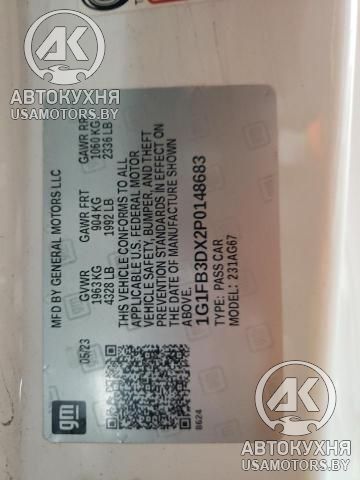 AK
АВТОКУХНЯ
USAMOTORS.BY
MFD BY GENERAL MOTORS LLC
05/23
GVWR
1963 KG
4328 LB
GAWR FRT
904 KG
1992 LB
GAWR RR
1060 KG
2336 LB
THIS VEHICLE CONFORMS TO ALL
APPLICABLE U.S. FEDERAL MOTOR
VEHICLE SAFETY, BUMPER, AND THEFT
PREVENTION STANDARDS IN EFFECT ON
THE DATE OF MANUFACTURE SHOWN
ABOVE.
1G1FB3DX2P0148683
TYPE: PASS CAR
MODEL: 231AG67
gm
8624
AK
АВТОКУХНЯ
USAMOTORS.BY